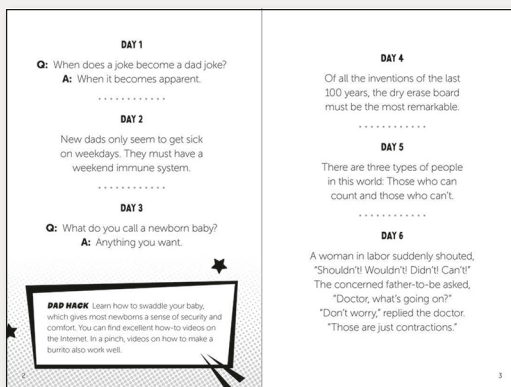 DAY 1
Q: When does a joke become a dad joke?
A: When it becomes apparent.
DAY 2
New dads only seem to get sick
on weekdays. They must have a
weekend immune system.
DAY 3
Q: What do you call a newborn baby?
A: Anything you want.
DAD HACK Learn how to swaddle your baby,
which gives most newborns a sense of security and
comfort. You can find excellent how-to videos on
the Internet. In a pinch, videos on how to make a
burrito also work well.
2
DAY 4
Of all the inventions of the last
100 years, the dry erase board
must be the most remarkable.
DAY 5
There are three types of people
in this world: Those who can
count and those who can't.
DAY 6
A woman in labor suddenly shouted,
"Shouldn't! Wouldn't! Didn't! Can't!"
The concerned father-to-be asked,
"Doctor, what's going on?"
"Don't worry," replied the doctor.
"Those are just contractions."
3